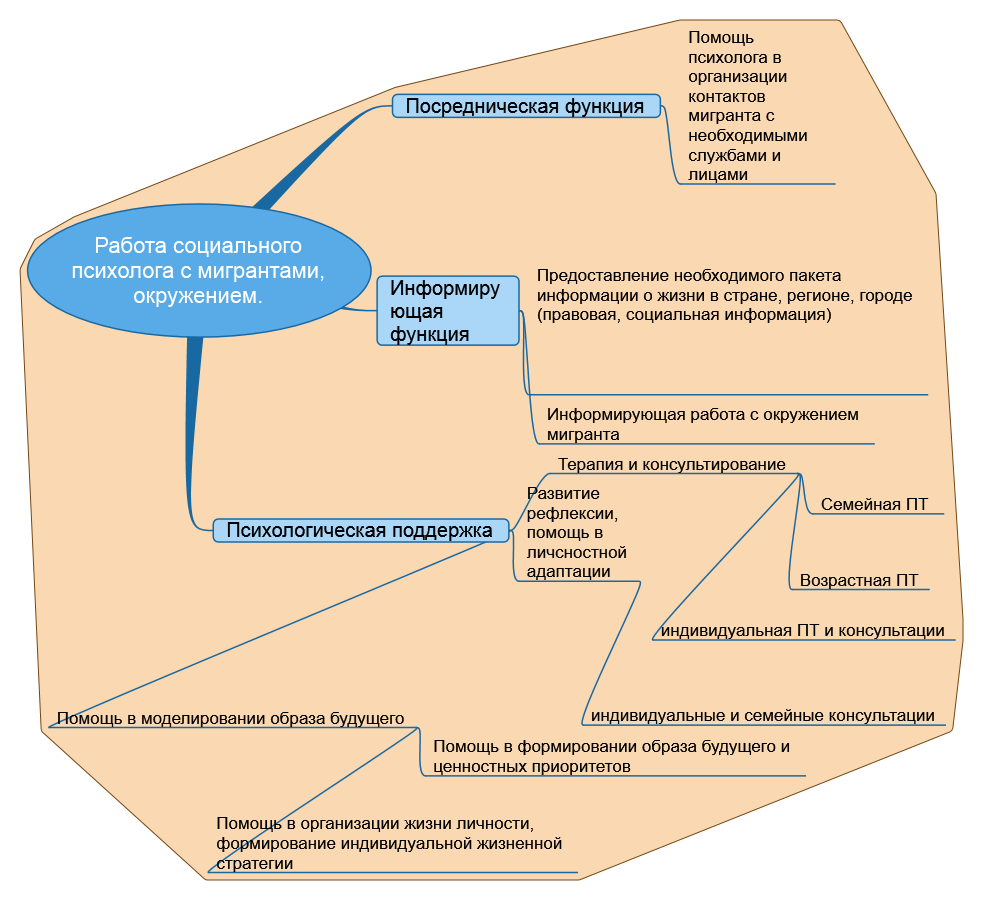 Помощь
психолога в
организации
контактов
мигранта с
необходимыми
службами и
лицами
Посредническая функция
Работа социального
психолога с мигрантами,
окружением.
Информиру
ющая
функция
Предоставление необходимого пакета
информации о жизни в стране, регионе, городе
(правовая, социальная информация)
Информирующая работа с окружением
мигранта
Психологическая поддержка
Терапия и консультирование
Семейная ПТ
Возрастная ПТ
индивидуальная ПТ и консультации
Развитие
рефлексии,
помощь в
личсностной
адаптации
индивидуальные и семейные консультации
Помощь в моделировании образа будущего
Помощь в формировании образа будущего и
ценностных приоритетов
Помощь в организации жизни личности,
формирование индивидуальной жизненной
стратегии